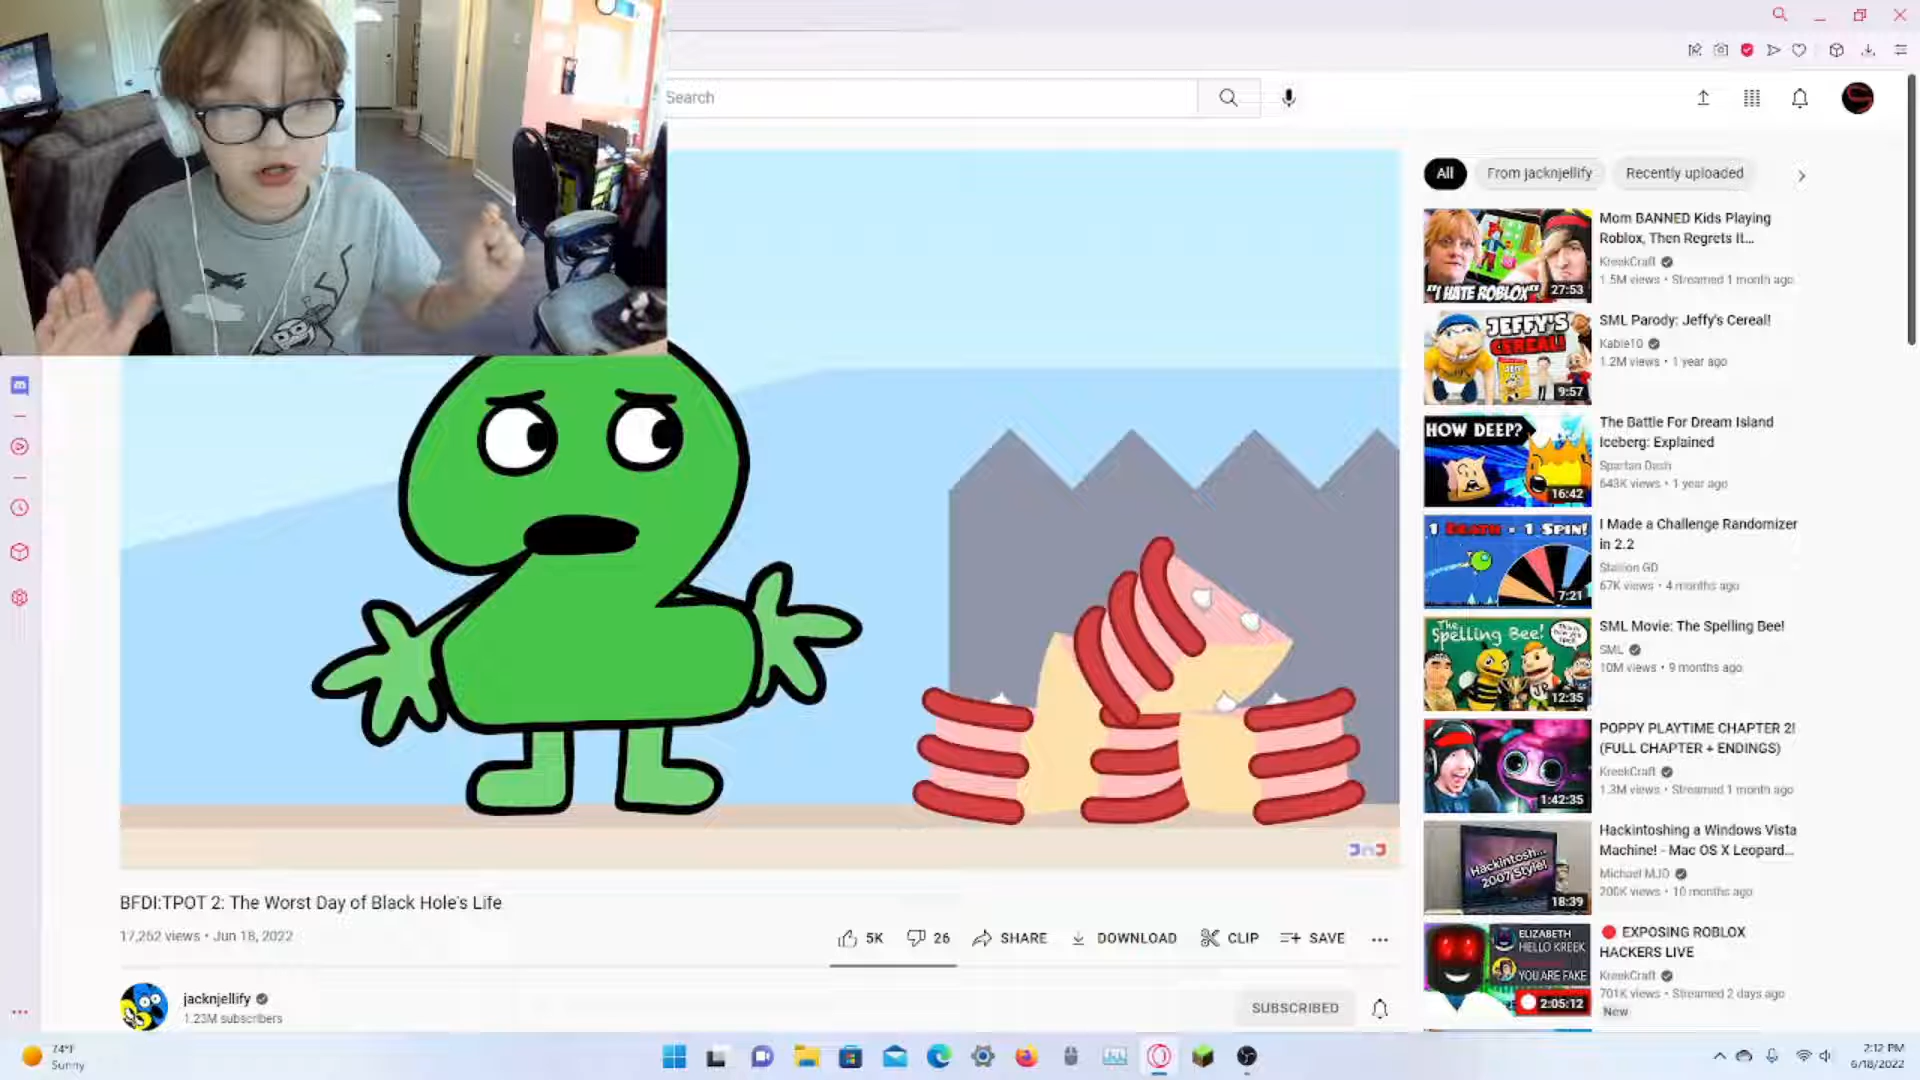 Search
All
From jacknjellify
Recently uploaded
"I HATE ROBLOX"
27:53
Mom BANNED Kids Playing
Roblox, Then Regrets It...
KreekCraft
1.5M views • Streamed 1 month ago
JEFFY'S
CEREAL!
9:57
SML Parody: Jeffy's Cereal!
Kable10
1.2M views • 1 year ago
HOW DEEP?
16:42
The Battle For Dream Island
Iceberg: Explained
Spartan Dash
643K views • 1 year ago
1 DEATH = 1 SPIN!
7:21
I Made a Challenge Randomizer
in 2.2
Stallion GD
67K views • 4 months ago
The
Spelling Bee!
12:35
SML Movie: The Spelling Bee!
SML
10M views • 9 months ago
1:42:35
POPPY PLAYTIME CHAPTER 2!
(FULL CHAPTER + ENDINGS)
KreekCraft
1.3M views • Streamed 1 month ago
Hackintosh...
2007 Style!
18:39
Hackintoshing a Windows Vista
Machine! - Mac OS X Leopard...
Michael MJD
200K views • 10 months ago
ELIZABETH
HELLO KREEK
YOU ARE FAKE
2:05:12
EXPOSING ROBLOX
HACKERS LIVE
KreekCraft
701K views • Streamed 2 days ago
New
BFDI:TPOT 2: The Worst Day of Black Hole's Life
17,252 views • Jun 18, 2022
5K
26
SHARE
DOWNLOAD
CLIP
SAVE
jacknjellify
1.23M subscribers
SUBSCRIBED
74°F
Sunny
2:12 PM
6/18/2022